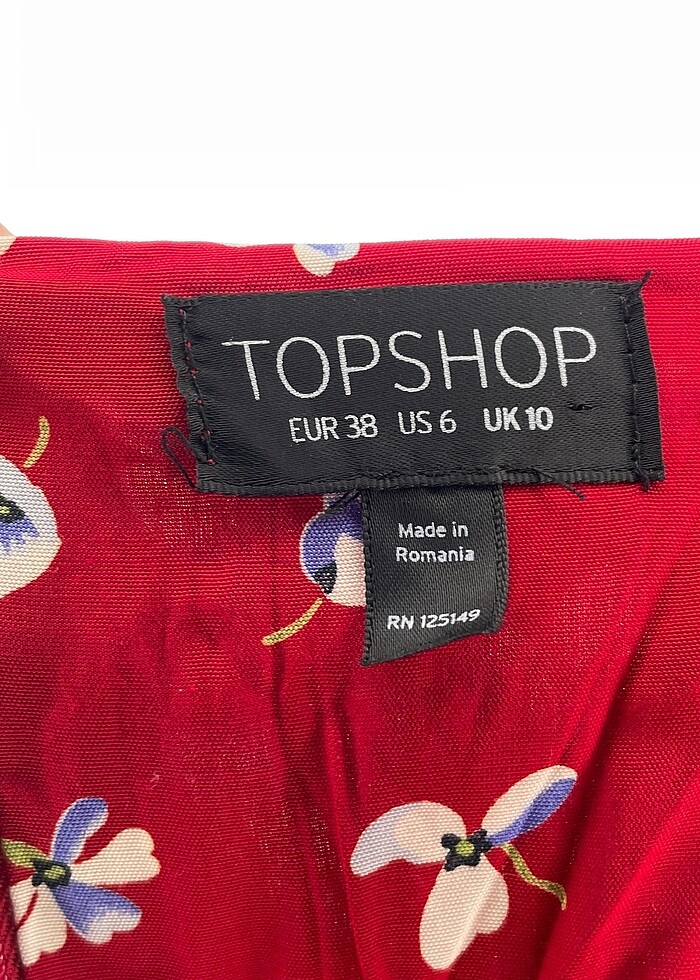 TOPSHOP
EUR 38 US 6 UK 10
Made in
Romania
RN 125149